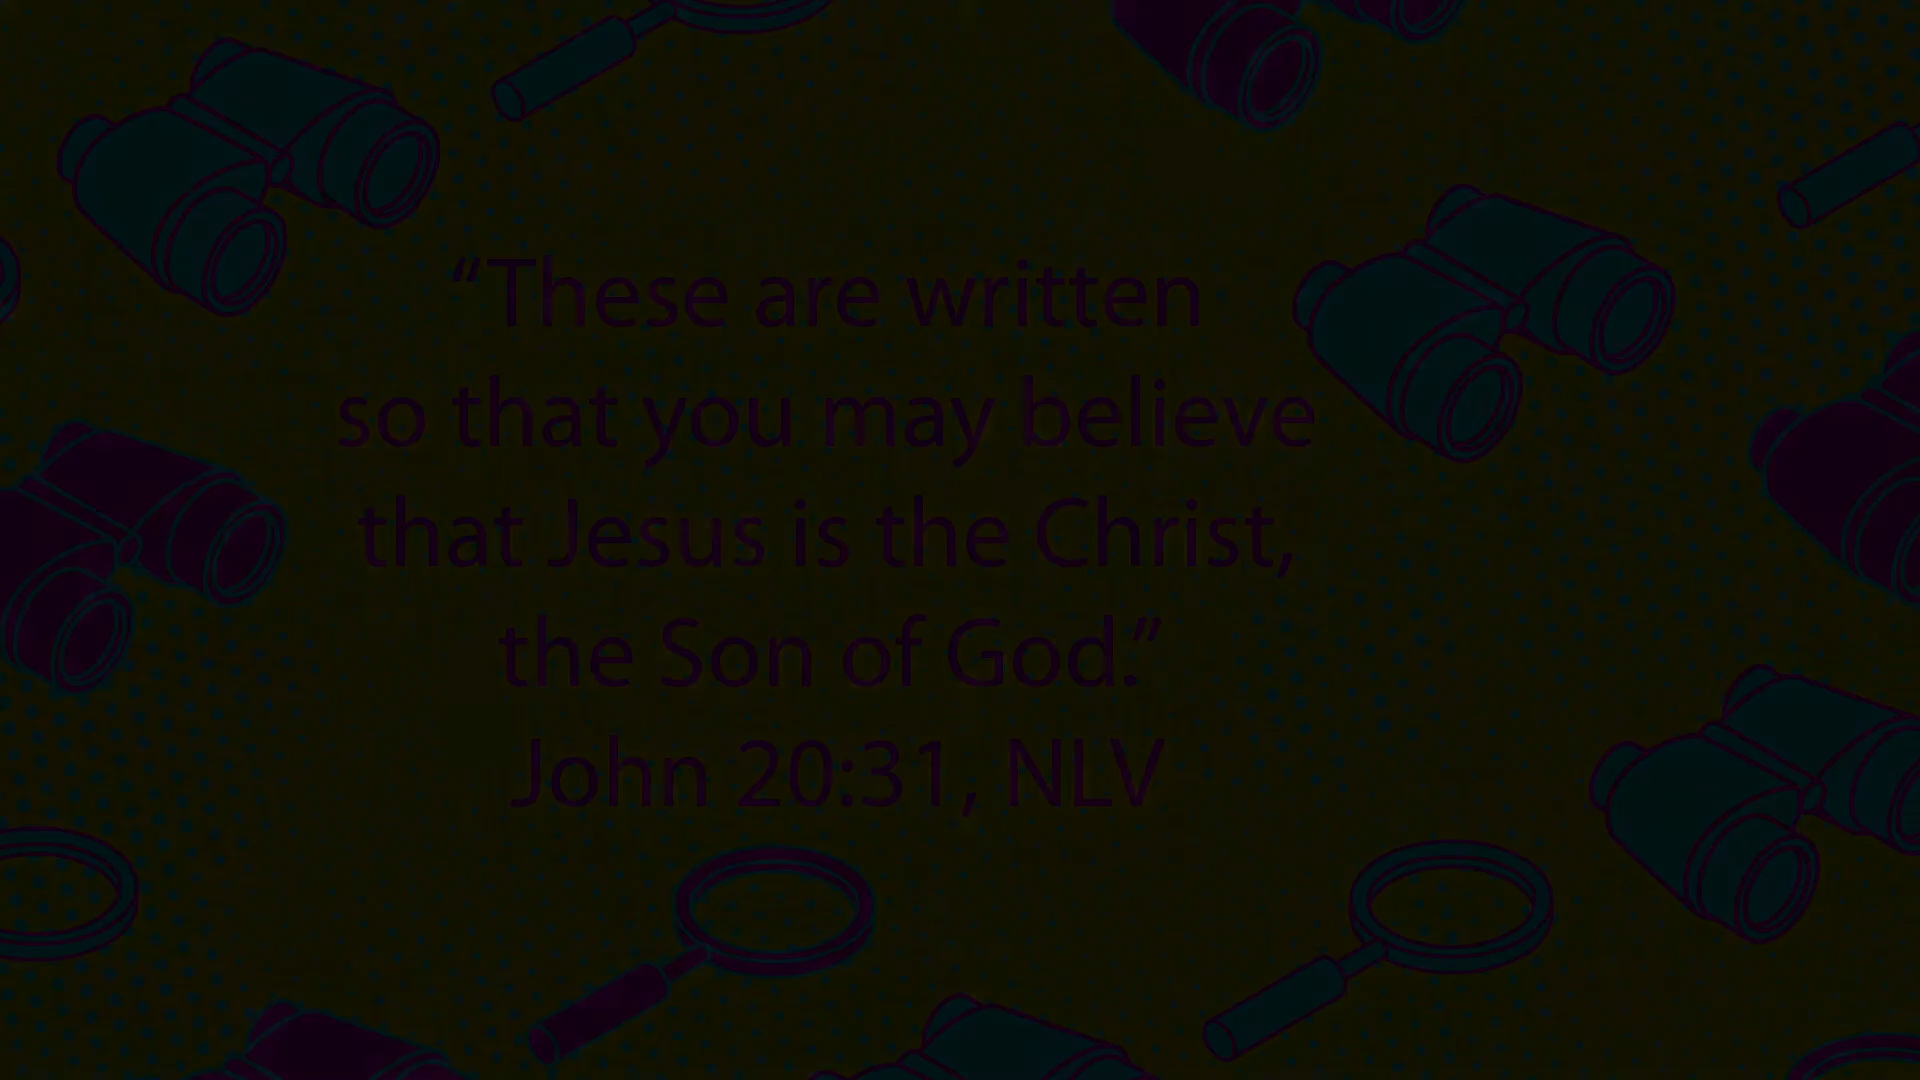 “These are written
so that you may believe
that Jesus is the Christ,
the Son of God.”
John 20:31, NLV